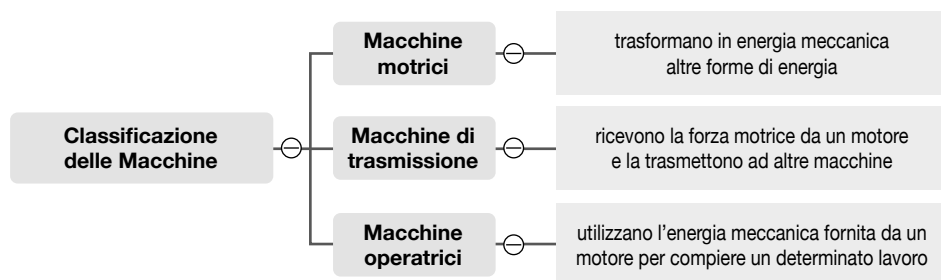 Classificazione
delle Macchine
Macchine
motrici
trasformano in energia meccanica
altre forme di energia
Macchine di
trasmissione
ricevono la forza motrice da un motore
e la trasmettono ad altre macchine
Macchine
operatrici
utilizzano l'energia meccanica fornita da un
motore per compiere un determinato lavoro